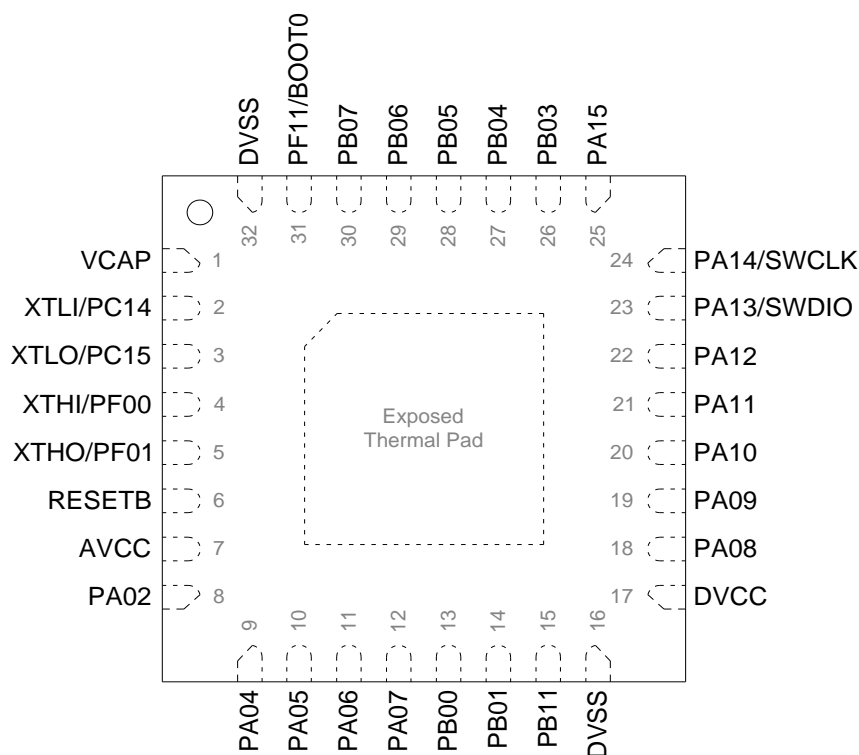 DVSS
PF11/BOOT0
PB07
PB06
PB05
PB04
PB03
PA15
32
31
30
29
28
27
26
25
VCAP 1
XTLI/PC14 2
XTLO/PC15 3
XTHI/PF00 4
XTHO/PF01 5
RESETB 6
AVCC 7
PA02 8
24 PA14/SWCLK
23 PA13/SWDIO
22 PA12
21 PA11
20 PA10
19 PA09
18 PA08
17 DVCC
Exposed
Thermal Pad
9
10
11
12
13
14
15
16
PA04
PA05
PA06
PA07
PB00
PB01
PB11
DVSS